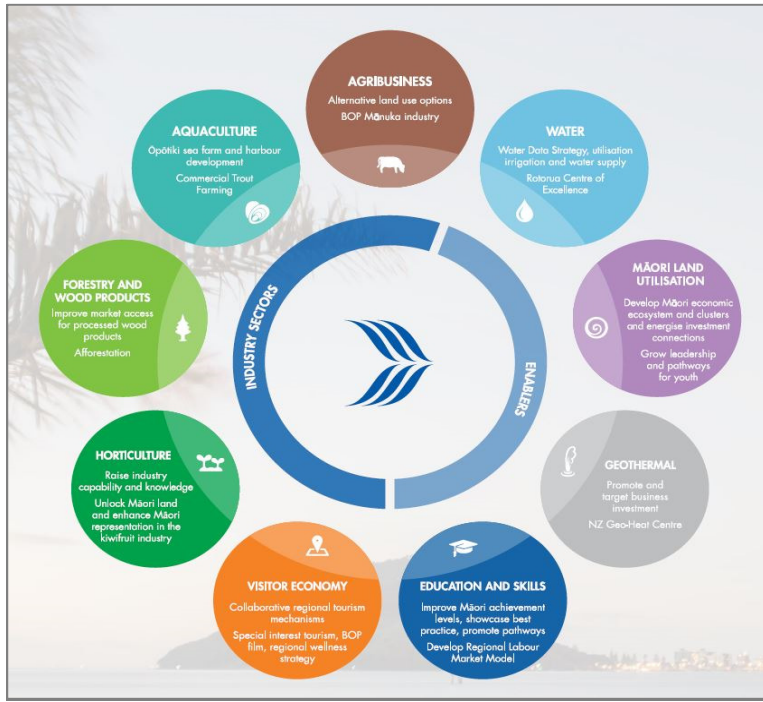 AGRIBUSINESS
Alternative land use options
BOP Mānuka industry
WATER
Water Data Strategy, utilisation
irrigation and water supply
Rotorua Centre of
Excellence
MĀORI LAND
UTILISATION
Develop Māori economic
ecosystem and clusters
and energise investment
connections
Grow leadership
and pathways
for youth
GEOTHERMAL
Promote and
target business
investment
NZ Geo-Heat Centre
EDUCATION AND SKILLS
Improve Māori achievement
levels, showcase best
practice, promote pathways
Develop Regional Labour
Market Model
VISITOR ECONOMY
Collaborative regional tourism
mechanisms
Special interest tourism, BOP
film, regional wellness
strategy
HORTICULTURE
Raise industry
capability and knowledge
Unlock Māori land
and enhance Māori
representation in the
kiwifruit industry
FORESTRY AND
WOOD PRODUCTS
Improve market access
for processed wood
products
Afforestation
AQUACULTURE
Ōpōtiki sea farm and harbour
development
Commercial Trout
Farming
INDUSTRY SECTORS
ENABLERS